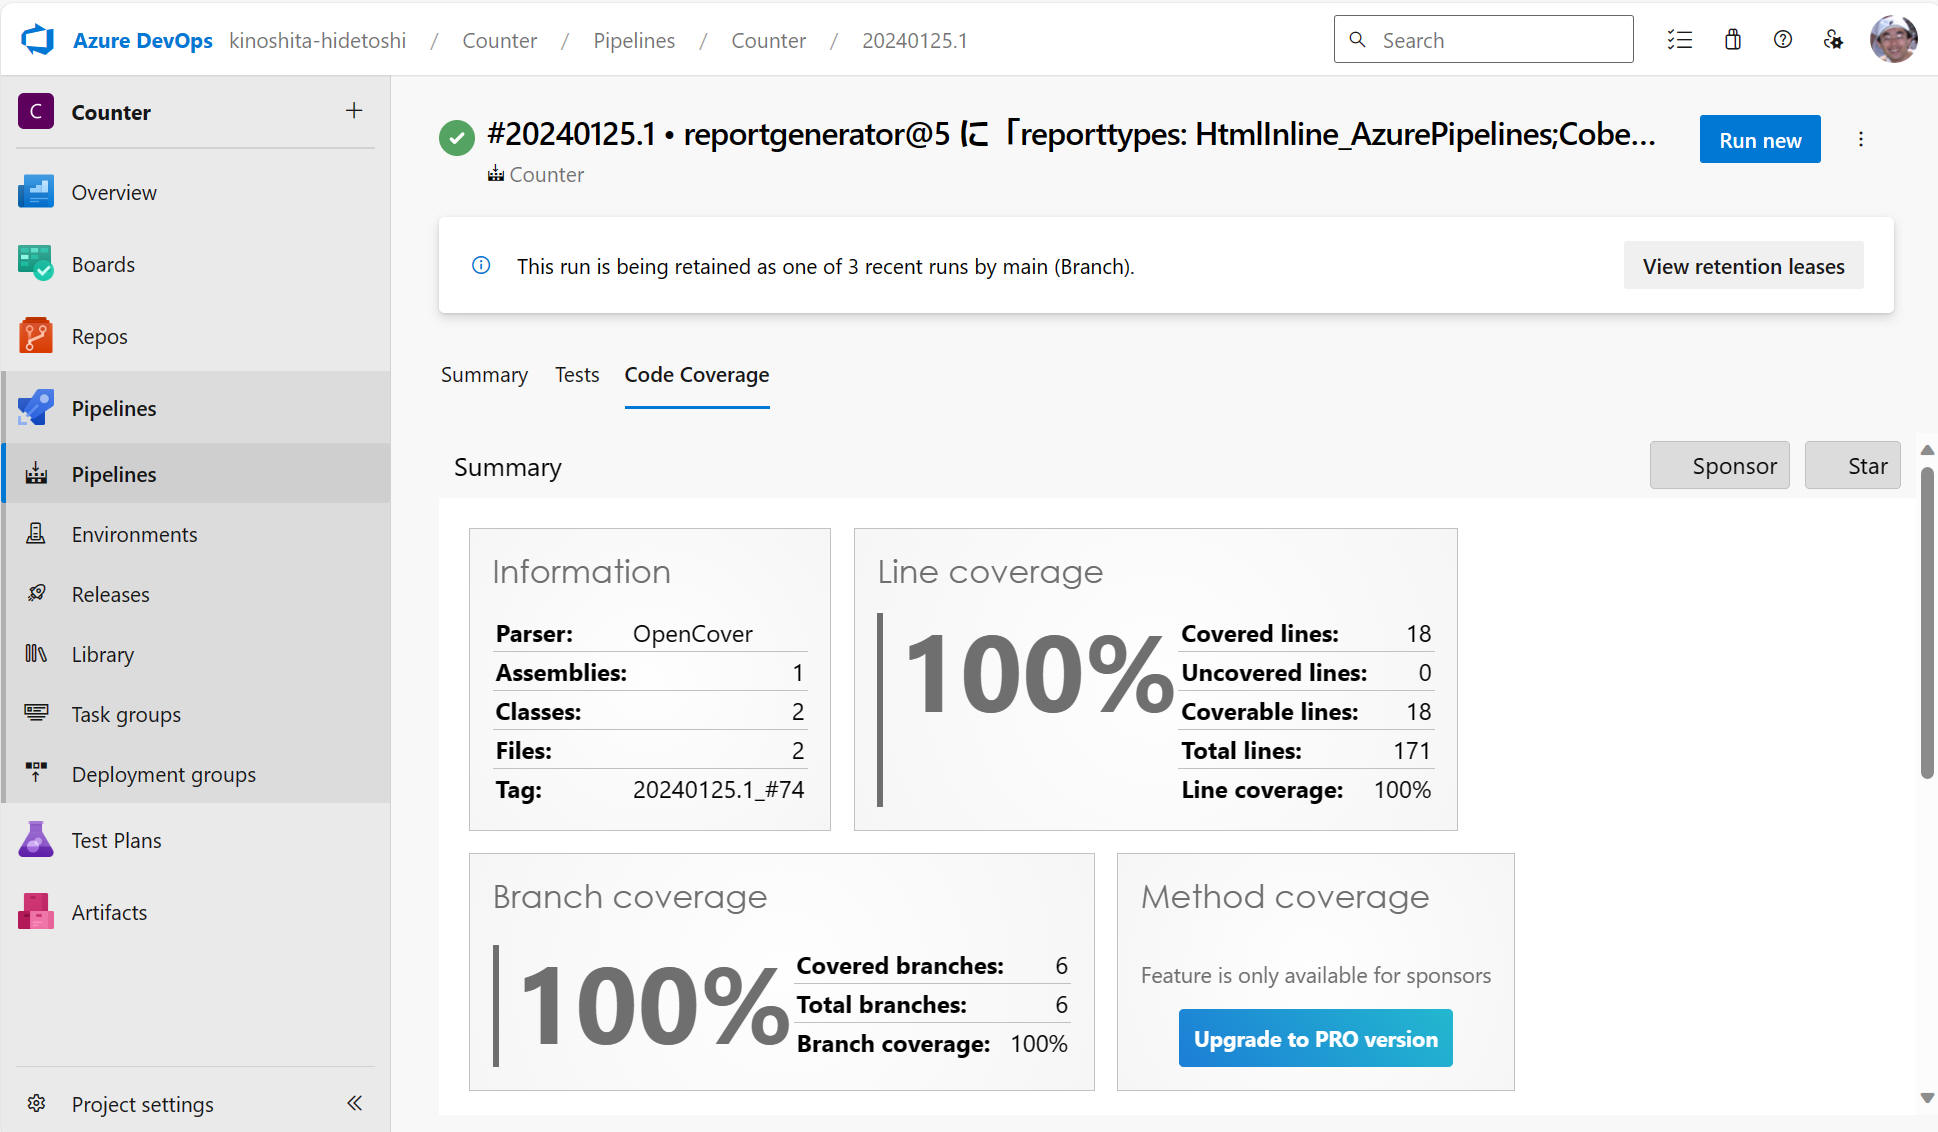 Azure DevOps kinoshita-hidetoshi / Counter / Pipelines / Counter / 20240125.1
Search
C Counter
Overview
Boards
Repos
Pipelines
Pipelines
Environments
Releases
Library
Task groups
Deployment groups
Test Plans
Artifacts
Project settings
#20240125.1 • reportgenerator@5 に「reporttypes: HtmlInline_AzurePipelines;Cobe...
Run new
Counter
This run is being retained as one of 3 recent runs by main (Branch).
View retention leases
Summary Tests Code Coverage
Summary
Sponsor
Star
Information
Parser: OpenCover
Assemblies: 1
Classes: 2
Files: 2
Tag: 20240125.1_#74
Line coverage
100%
Covered lines: 18
Uncovered lines: 0
Coverable lines: 18
Total lines: 171
Line coverage: 100%
Branch coverage
100%
Covered branches: 6
Total branches: 6
Branch coverage: 100%
Method coverage
Feature is only available for sponsors
Upgrade to PRO version